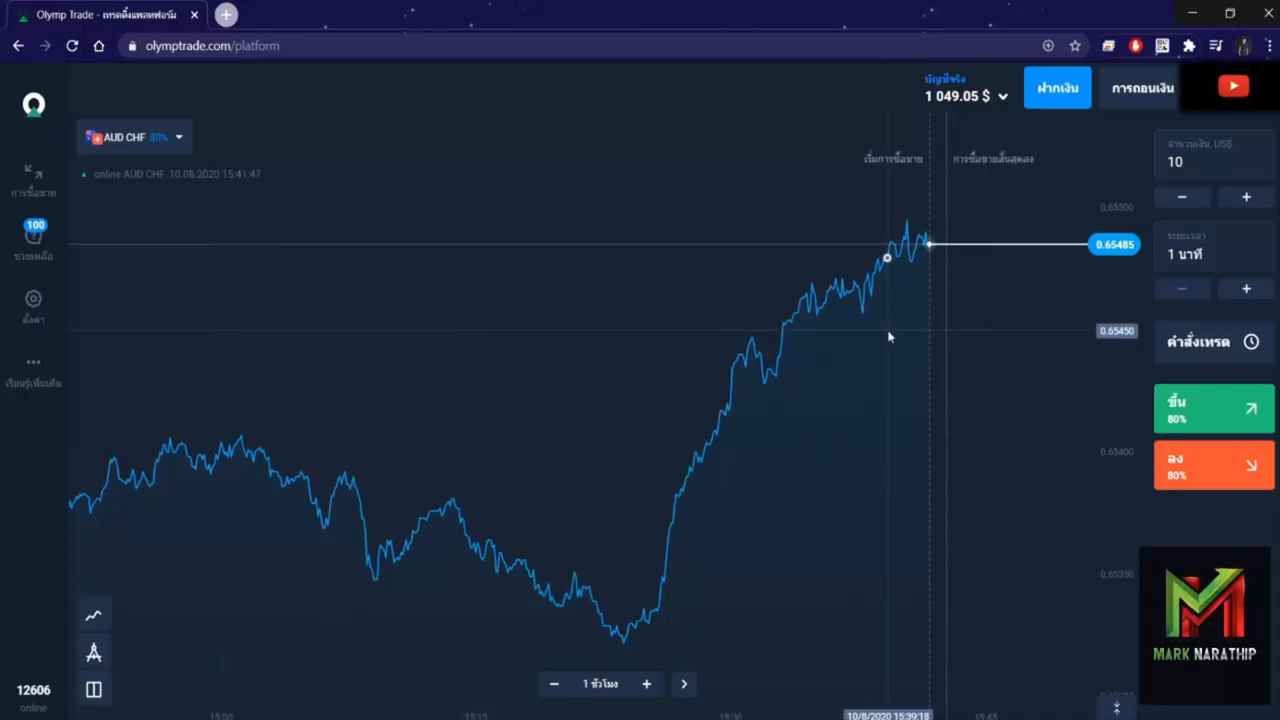 Olymp Trade - เทรดดิ้งแพลทฟอร์ม
olymptrade.com/platform
บัญชีจริง
1 049.05 $
ฝากเงิน
การถอนเงิน
AUD CHF 80%
online AUD CHF 10.08.2020 15:41:47
เริ่มการซื้อขาย
การซื้อขายสิ้นสุดลง
จำนวนเงิน, US$
10
ระยะเวลา
1 นาที
คำสั่งเทรด
ขึ้น
80%
ลง
80%
การซื้อขาย
100
ช่วยเหลือ
ตั้งค่า
เรียนรู้เพิ่มเติม
0.65500
0.65485
0.65450
0.65400
0.65350
MARK NARATHIP
1 ชั่วโมง
12606
online
15:00
15:15
15:30
10/8/2020 15:39:18
15:45